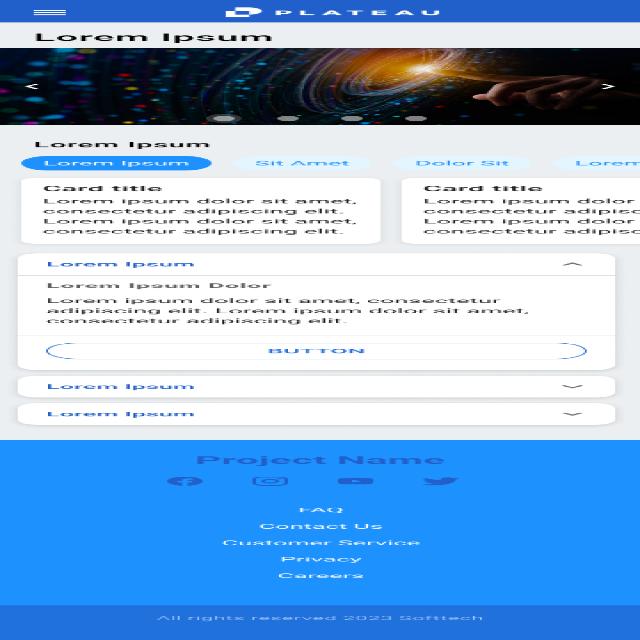 PLATEAU
Lorem Ipsum
< >
Lorem Ipsum
Lorem Ipsum Sit Amet Dolor Sit Lorem
Card title
Lorem ipsum dolor sit amet,
consectetur adipiscing elit.
Lorem ipsum dolor sit amet,
consectetur adipiscing elit.
Card title
Lorem ipsum dolor
consectetur adipisc
Lorem ipsum dolor
consectetur adipisc
Lorem Ipsum
Lorem Ipsum Dolor
Lorem ipsum dolor sit amet, consectetur
adipiscing elit. Lorem ipsum dolor sit amet,
consectetur adipiscing elit.
BUTTON
Lorem Ipsum
Lorem Ipsum
Project Name
FAQ
Contact Us
Customer Service
Privacy
Careers
All rights reserved 2023 Softtech